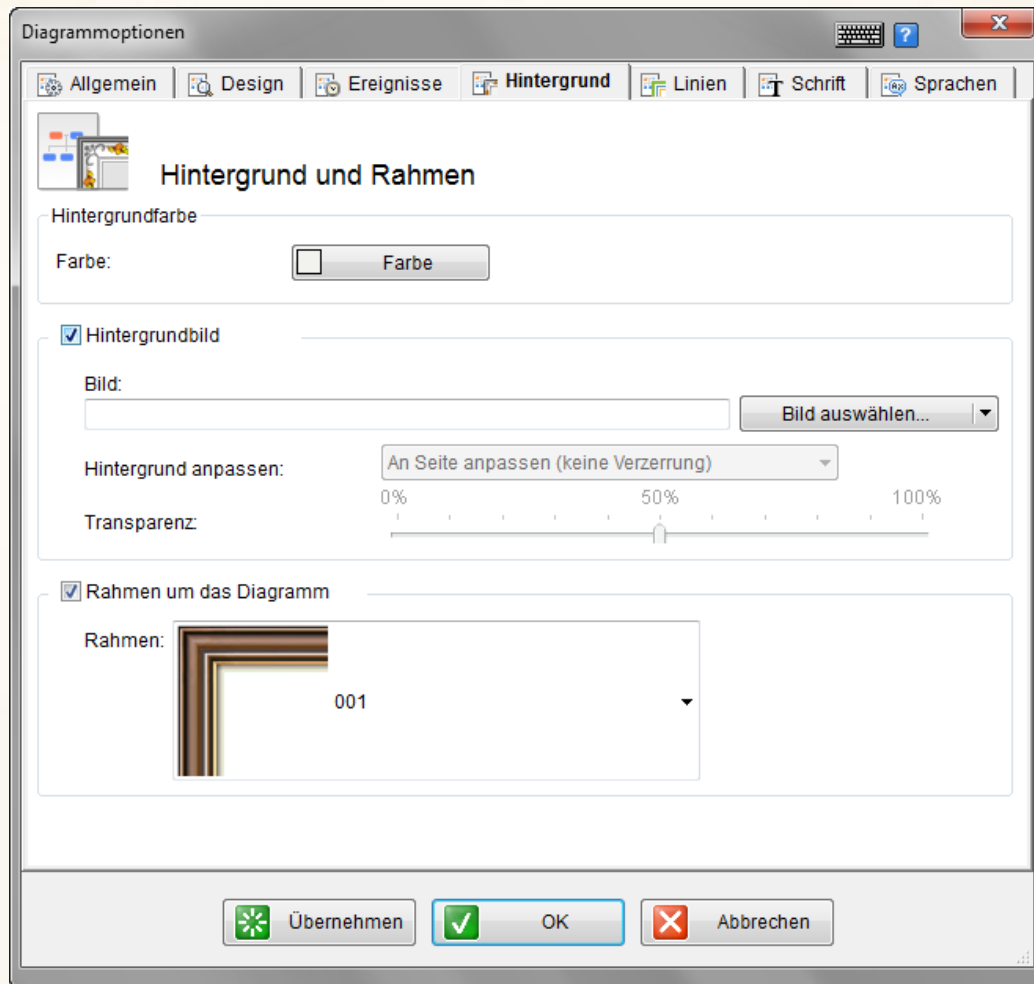 Diagrammoptionen
?
Allgemein Design Ereignisse Hintergrund Linien Schrift Sprachen
Hintergrund und Rahmen
Hintergrundfarbe
Farbe: Farbe
Hintergrundbild
Bild:
Bild auswählen...
Hintergrund anpassen: An Seite anpassen (keine Verzerrung)
0% 50% 100%
Transparenz:
Rahmen um das Diagramm
Rahmen:
001
Übernehmen OK Abbrechen